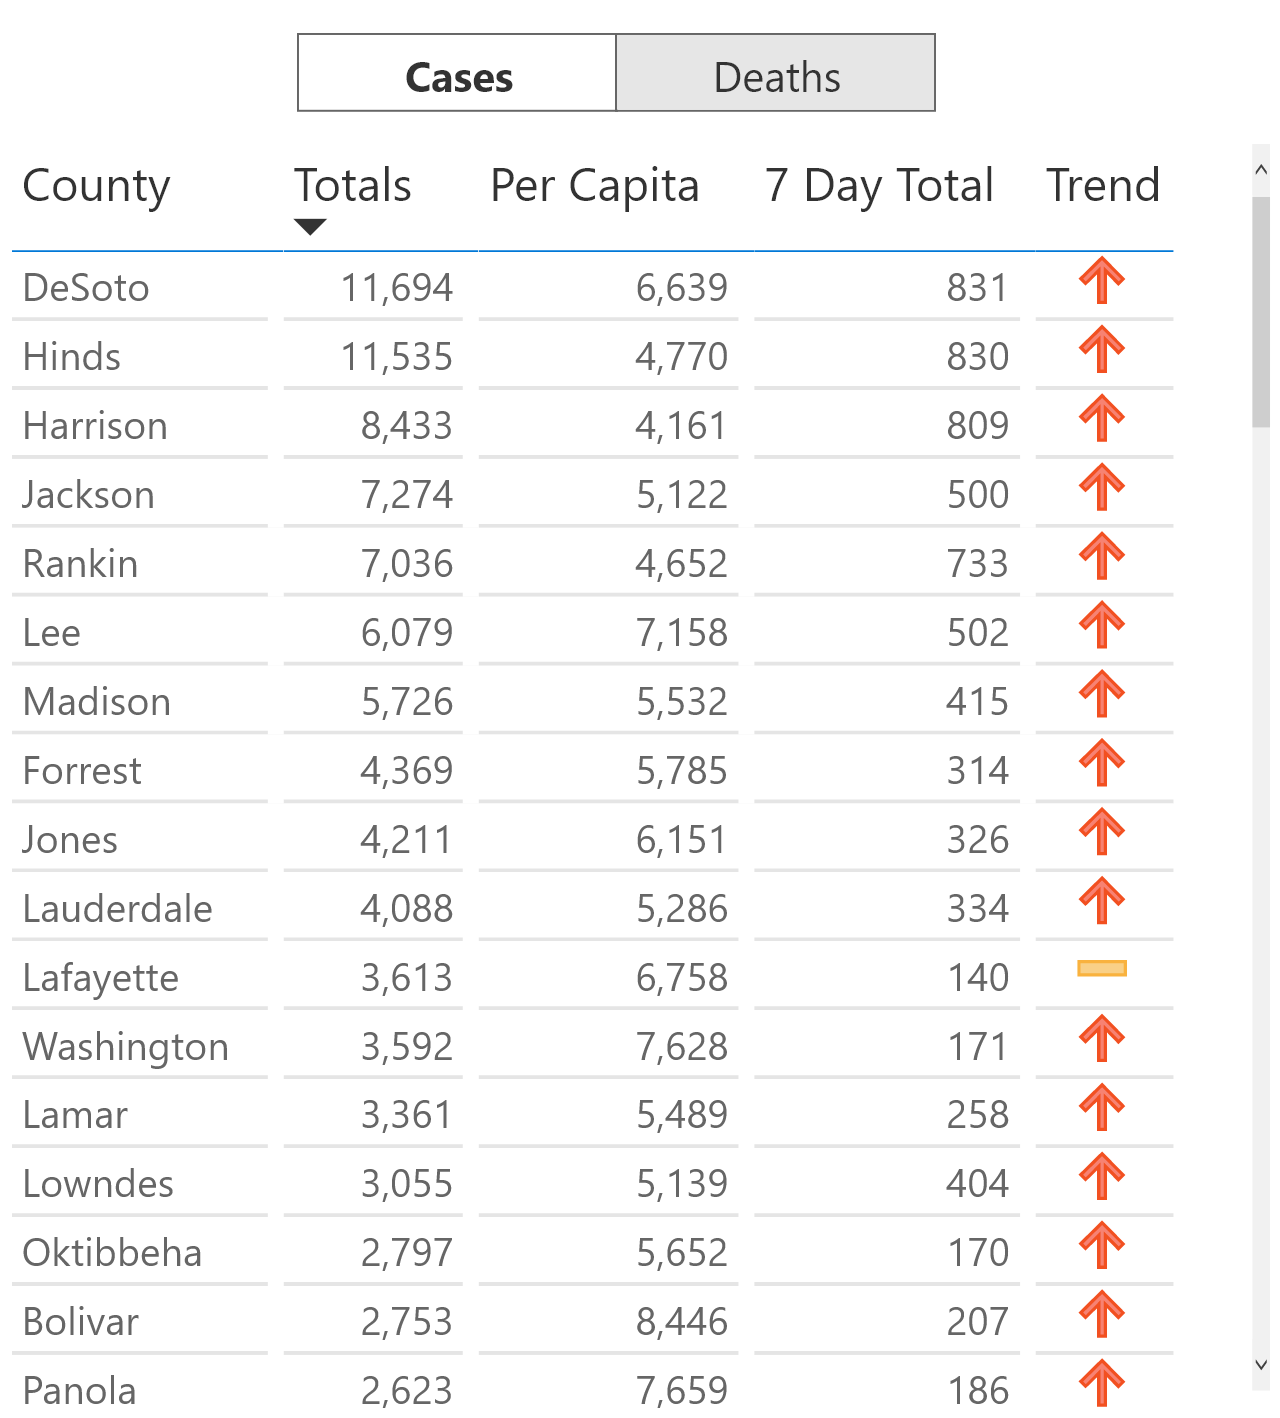 Cases Deaths
County Totals Per Capita 7 Day Total Trend
DeSoto 11,694 6,639 831
Hinds 11,535 4,770 830
Harrison 8,433 4,161 809
Jackson 7,274 5,122 500
Rankin 7,036 4,652 733
Lee 6,079 7,158 502
Madison 5,726 5,532 415
Forrest 4,369 5,785 314
Jones 4,211 6,151 326
Lauderdale 4,088 5,286 334
Lafayette 3,613 6,758 140
Washington 3,592 7,628 171
Lamar 3,361 5,489 258
Lowndes 3,055 5,139 404
Oktibbeha 2,797 5,652 170
Bolivar 2,753 8,446 207
Panola 2,623 7,659 186